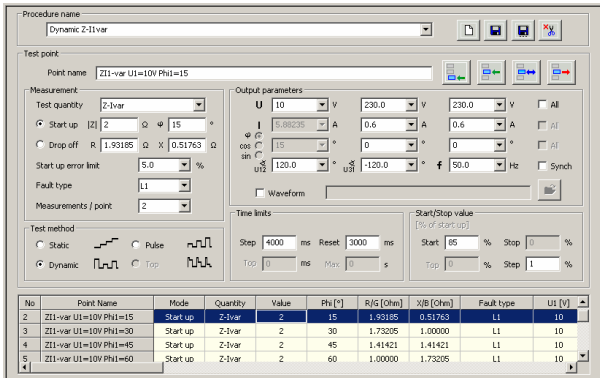 Procedure name
Dynamic Z-I1var
Test point
Point name ZI1-var U1=10V Phi1=15
Measurement
Test quantity Z-Ivar
Start up |Z| 2 Ω φ 15 °
Drop off R 1.93185 Ω X 0.51763 Ω
Start up error limit 5.0 %
Fault type L1
Measurements / point 2
Output parameters
U 10 V 230.0 V 230.0 V All
I 5.88235 A 0.6 A 0.6 A All
φ
cos 15 ° 0 ° 0 ° All
sin
U12 120.0 ° U31 -120.0 ° f 50.0 Hz Synch
Waveform
Test method
Static Pulse
Dynamic Top
Time limits
Step 4000 ms Reset 3000 ms
Top 0 ms Max 0 s
Start/Stop value
[% of start up]
Start 85 % Stop 0 %
Top 0 % Step 1 %
No Point Name Mode Quantity Value Phi [°] R/G [Ohm] X/B [Ohm] Fault type U1 [V]
2 ZI1-var U1=10V Phi1=15 Start up Z-Ivar 2 15 1.93185 0.51763 L1 10
3 ZI1-var U1=10V Phi1=30 Start up Z-Ivar 2 30 1.73205 1.00000 L1 10
4 ZI1-var U1=10V Phi1=45 Start up Z-Ivar 2 45 1.41421 1.41421 L1 10
5 ZI1-var U1=10V Phi1=60 Start up Z-Ivar 2 60 1.00000 1.73205 L1 10